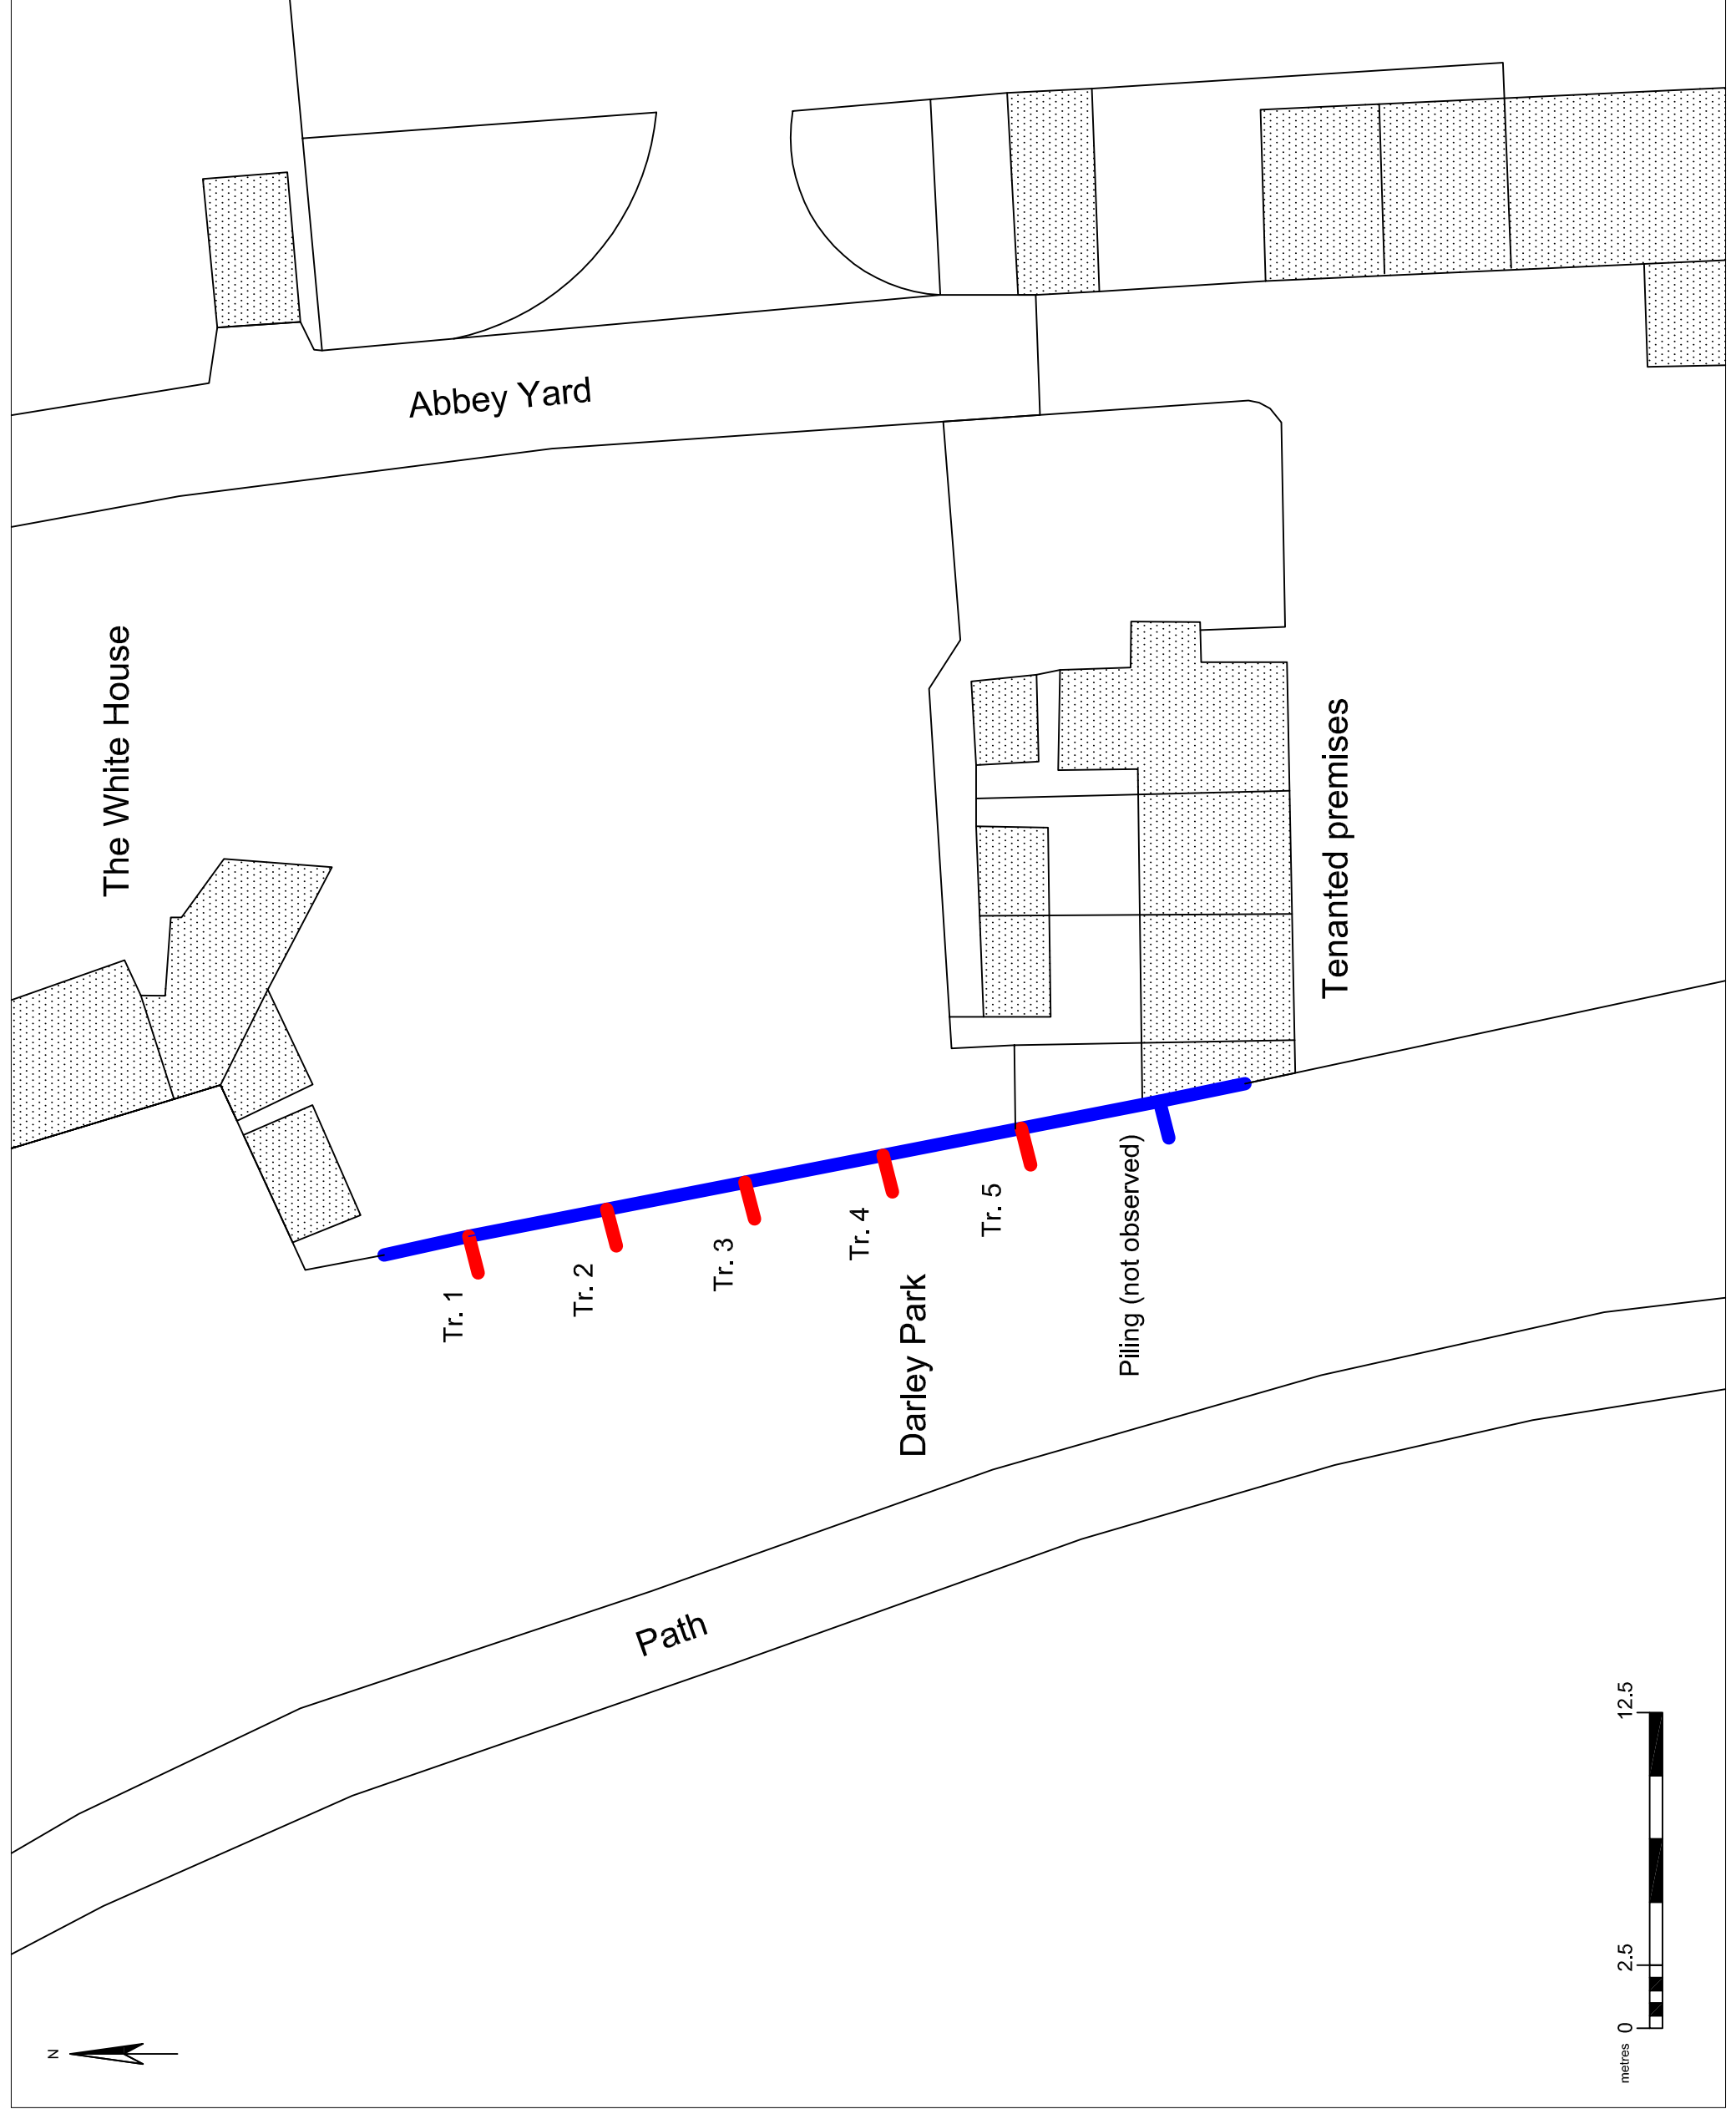 The White House
Abbey Yard
Tenanted premises
Tr. 1
Tr. 2
Tr. 3
Tr. 4
Tr. 5
Piling (not observed)
Darley Park
Path
N
metres 0 2.5 12.5